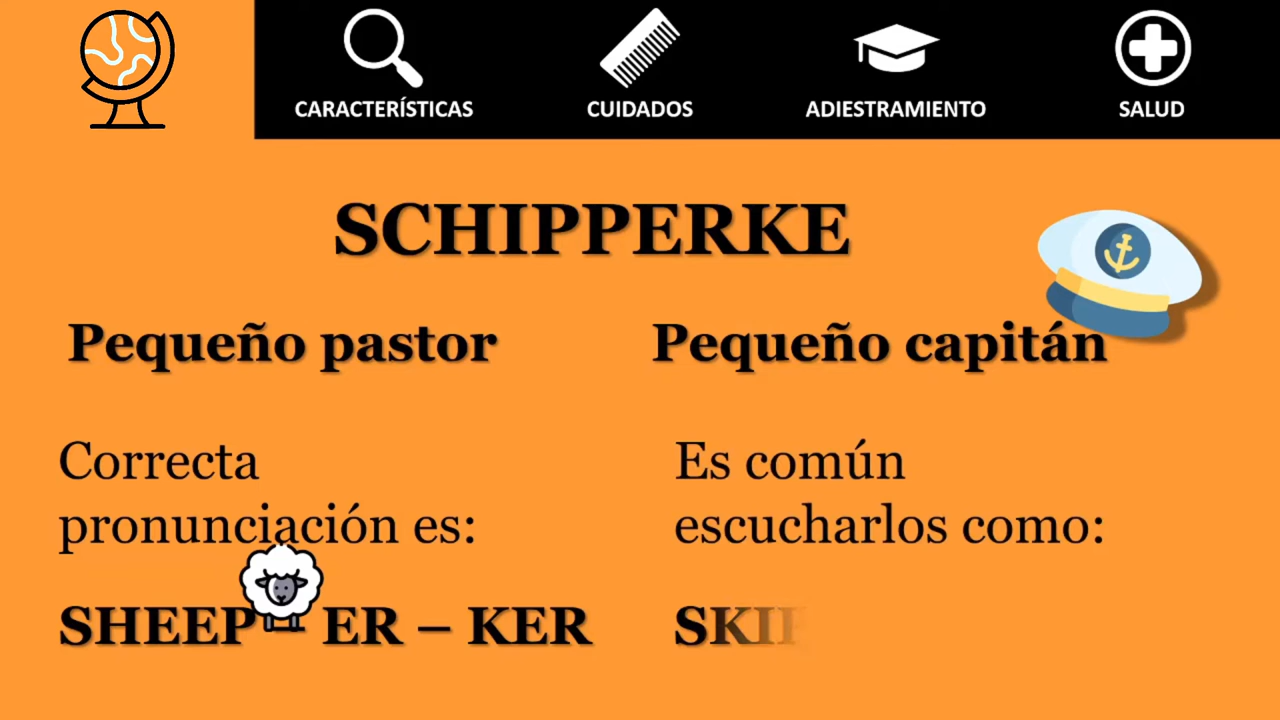 CARACTERÍSTICAS
CUIDADOS
ADIESTRAMIENTO
SALUD
SCHIPPERKE
Pequeño pastor
Pequeño capitán
Correcta
pronunciación es:
SHEEP – ER – KER
Es común
escucharlos como: